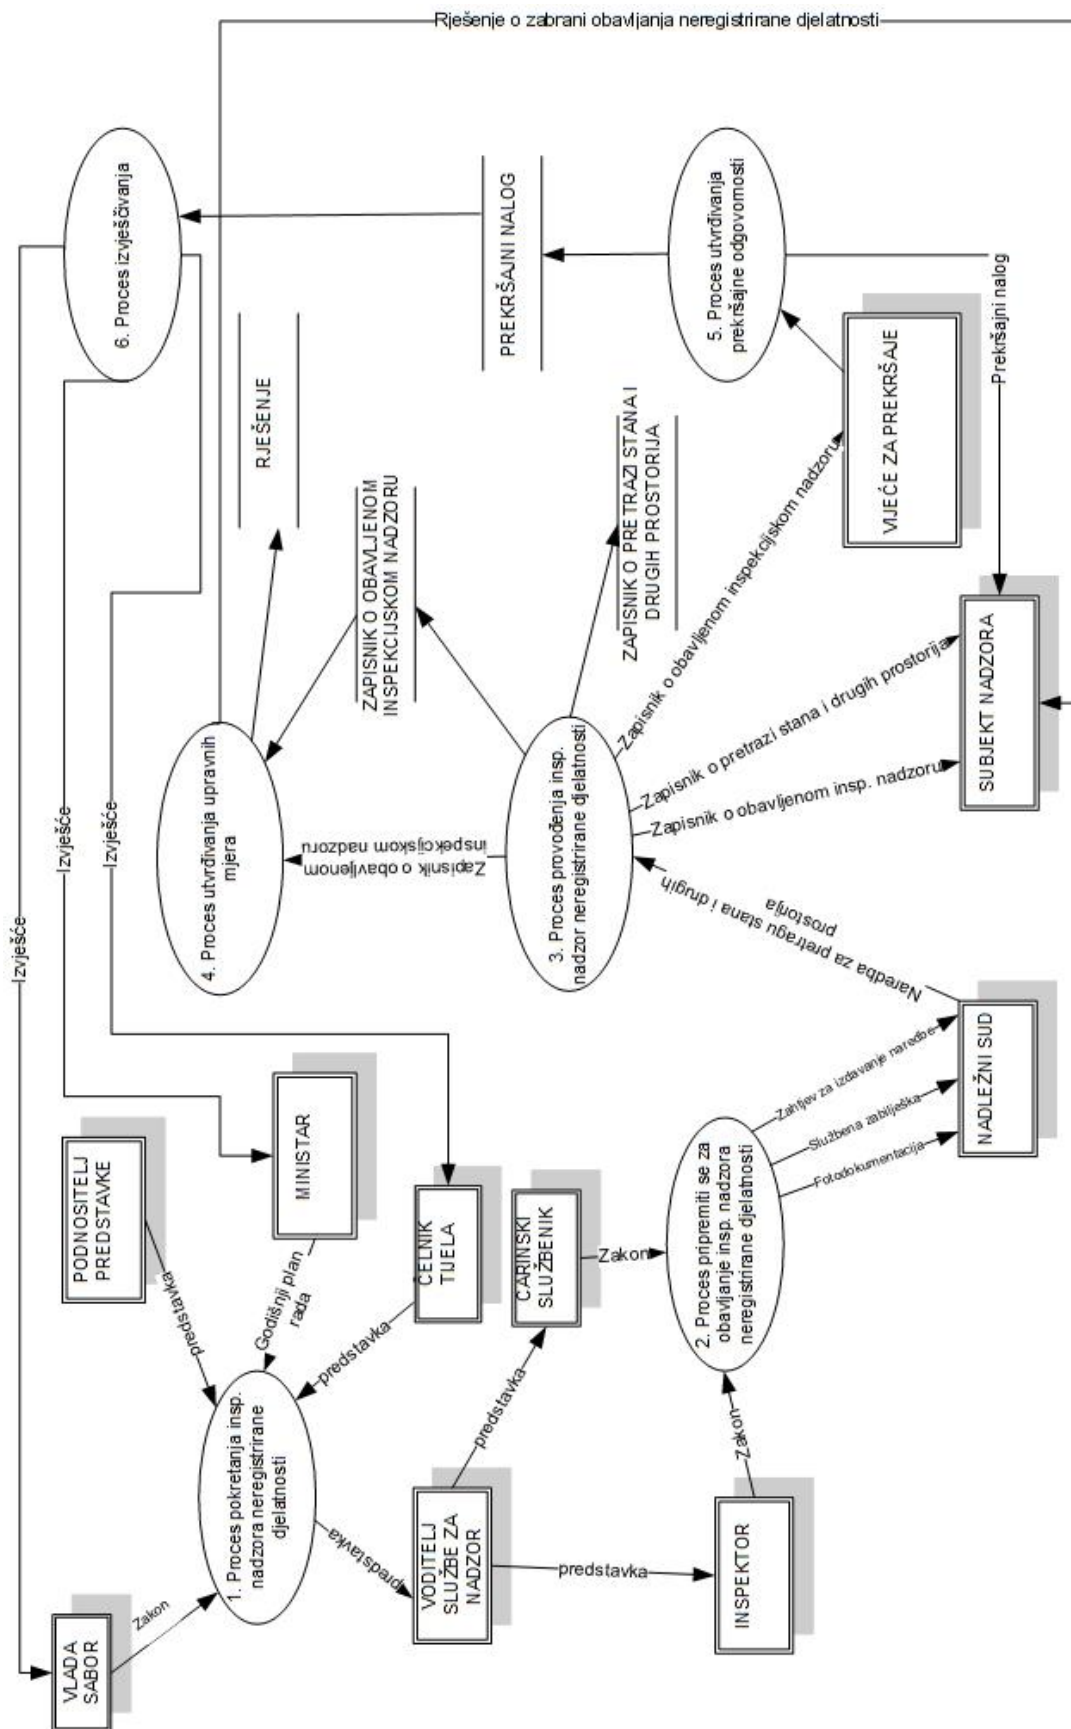 Rješenje o zabrani obavljanja neregistrirane djelatnosti
6. Proces izvješčivanja
PREKRŠAJNI NALOG
5. Proces utvrđivanja
prekršajne odgovornosti
Prekršajni nalog
RJEŠENJE
ZAPISNIK O OBAVLJENOM
INSPEKCIJSKOM NADZORU
ZAPISNIK O PRETRAZI STANA I
DRUGIH PROSTORIJA
Zapisnik o obavljenom inspekcijskom nadzoru
VIJEĆE ZA PREKRŠAJE
4. Proces utvrđivanja upravnih
mjera
Zapisnik o obavljenom
inspekcijskom nadzoru
3. Proces provođenja insp.
nadzor neregistrirane djelatnosti
Zapisnik o pretrazi stana i drugih prostorija
Zapisnik o obavljenom insp. nadzoru
SUBJEKT NADZORA
Izvješće
Izvješće
Izvješće
Naredba za pretragu stana i drugih
prostorija
NADLEŽNI SUD
Zahtjev za izdavanje naredbe
Službena zabilješka
Fotodokumentacija
2. Proces pripremiti se za
obavljanje insp. nadzora
neregistrirane djelatnosti
PODNOSITELJ
PREDSTAVKE
MINISTAR
ČELNIK
TIJELA
CARINSKI
SLUŽBENIK
Zakon
predstavka
Godišnji plan
rada
predstavka
predstavka
Zakon
1. Proces pokretanja insp.
nadzora neregistrirane
djelatnosti
predstavka
VODITELJ
SLUŽBE ZA
NADZOR
predstavka
INSPEKTOR
VLADA
SABOR
Zakon